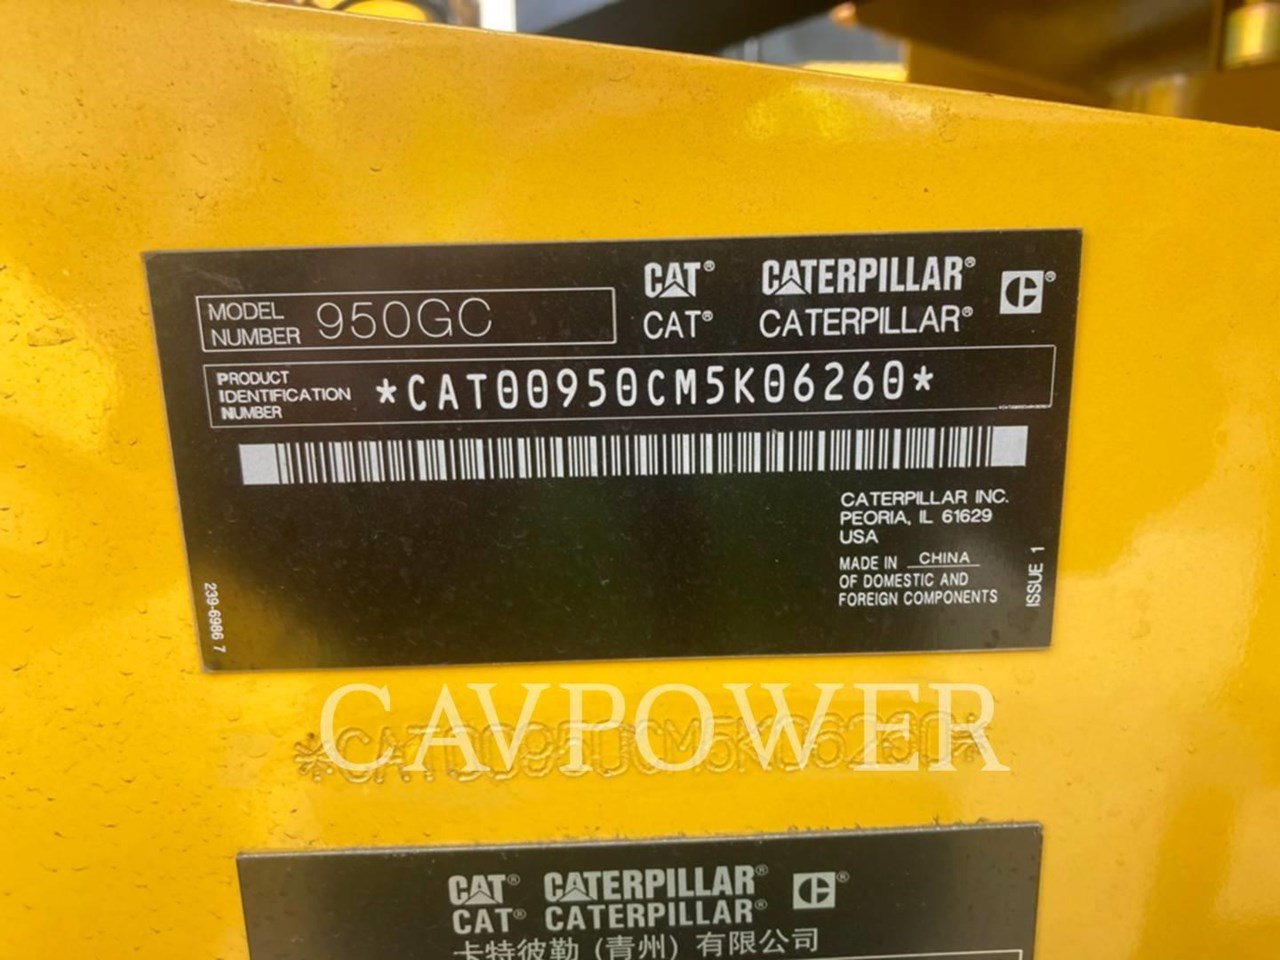 CAT® CATERPILLAR®
CAT® CATERPILLAR®
MODEL NUMBER 950GC
PRODUCT IDENTIFICATION NUMBER *CAT00950CM5K06260*
CATERPILLAR INC.
PEORIA, IL 61629
USA
MADE IN CHINA
OF DOMESTIC AND
FOREIGN COMPONENTS
ISSUE 1
239-6986 7
CAVPOWER
*CAT00950CM5K06260*
CAT® CATERPILLAR®
CAT® CATERPILLAR®
卡特彼勒 (青州) 有限公司